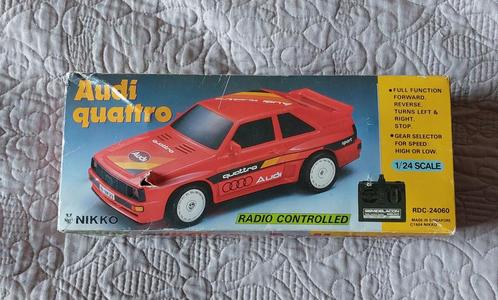 Audi
quattro
• FULL FUNCTION
FORWARD.
REVERSE,
TURNS LEFT &
RIGHT.
STOP.
• GEAR SELECTOR
FOR SPEED
HIGH OR LOW.
1/24 SCALE
Audi
quattro
Audi
sport
NIKKO
RADIO CONTROLLED
RDC-24060
MADE IN SINGAPORE